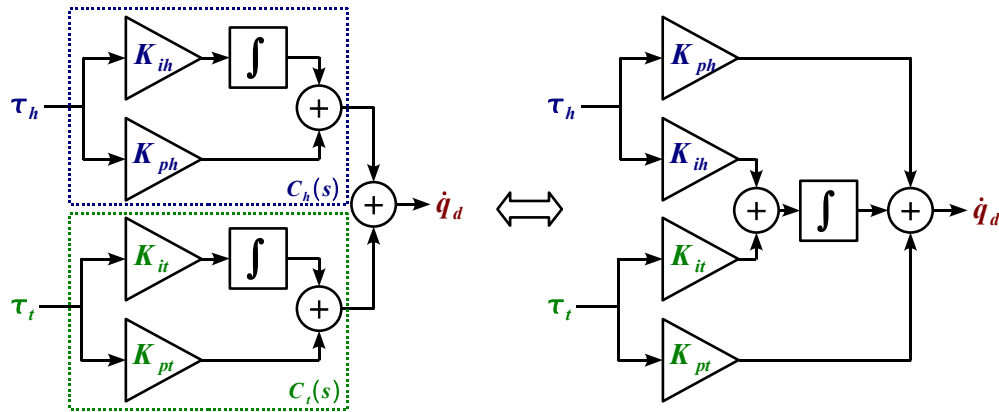 K_ih
∫
τ_h
+
K_ph
C_h(s)
+
q̇_d
K_it
∫
τ_t
+
K_pt
C_t(s)
K_ph
τ_h
K_ih
+
∫
+
q̇_d
K_it
τ_t
K_pt